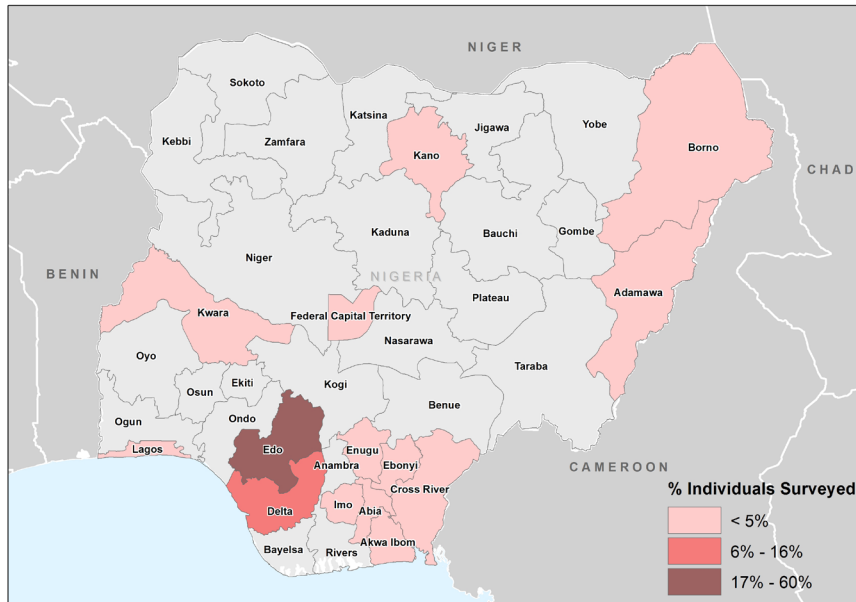 NIGER
Sokoto
Katsina
Jigawa
Yobe
Kebbi
Zamfara
Kano
Borno
CHAD
Kaduna
Bauchi
Gombe
Niger
BENIN
NIGERIA
Adamawa
Plateau
Kwara
Federal Capital Territory
Nasarawa
Oyo
Taraba
Ekiti
Kogi
Osun
Benue
Ogun
Ondo
Lagos
Edo
Enugu
Anambra
Ebonyi
CAMEROON
Cross River
Imo
Abia
Delta
Akwa Ibom
Bayelsa
Rivers
% Individuals Surveyed
< 5%
6% - 16%
17% - 60%